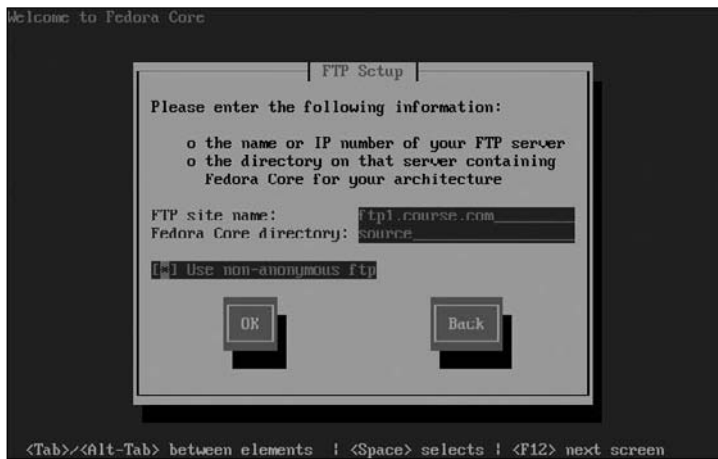 Welcome to Fedora Core
FTP Setup
Please enter the following information:
o the name or IP number of your FTP server
o the directory on that server containing
Fedora Core for your architecture
FTP site name: ftp1.course.com
Fedora Core directory: source
[*] Use non-anonymous ftp
OK Back
<Tab>/<Alt-Tab> between elements | <Space> selects | <F12> next screen